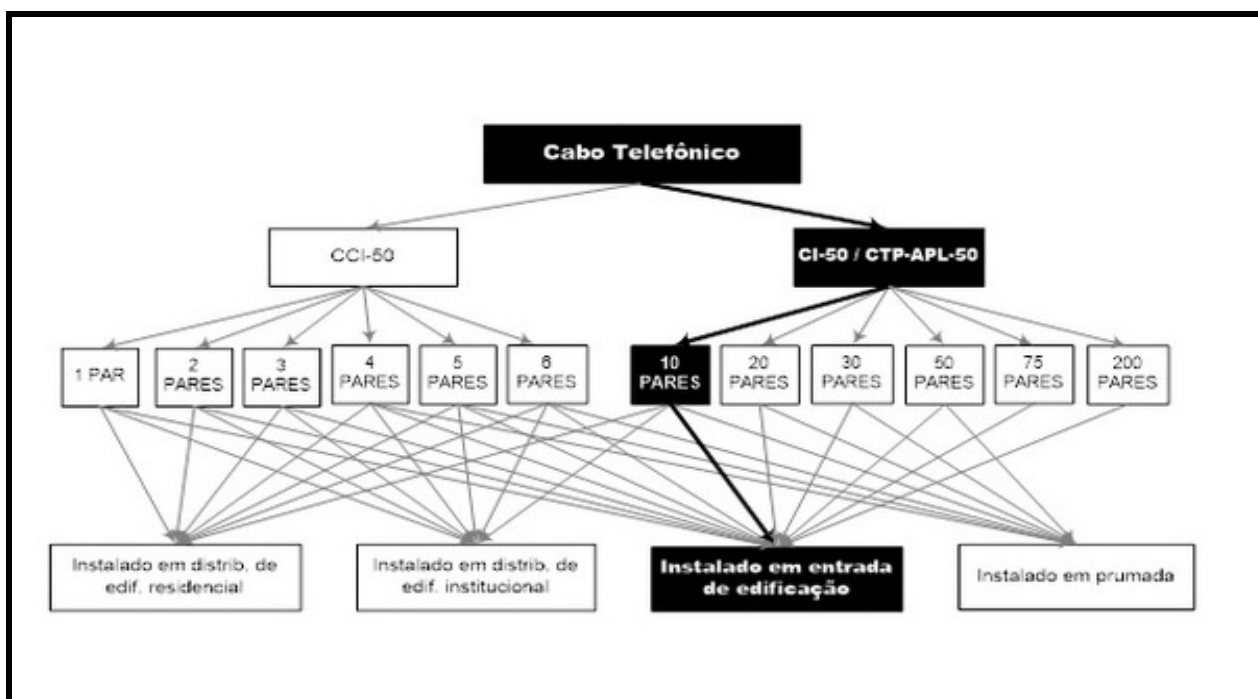 Cabo Telefônico
CCI-50
CI-50 / CTP-APL-50
1 PAR
2
PARES
3
PARES
4
PARES
5
PARES
6
PARES
10
PARES
20
PARES
30
PARES
50
PARES
75
PARES
200
PARES
Instalado em distrib. de
edif. residencial
Instalado em distrib. de
edif. institucional
Instalado em entrada
de edificação
Instalado em prumada